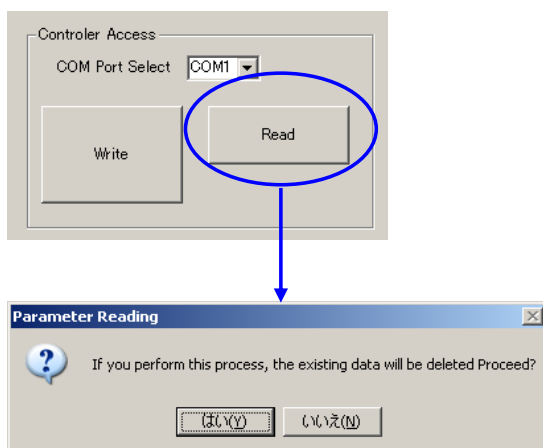 Controler Access
COM Port Select COM1
Write
Read
Parameter Reading
If you perform this process, the existing data will be deleted Proceed?
はい(Y) いいえ(N)